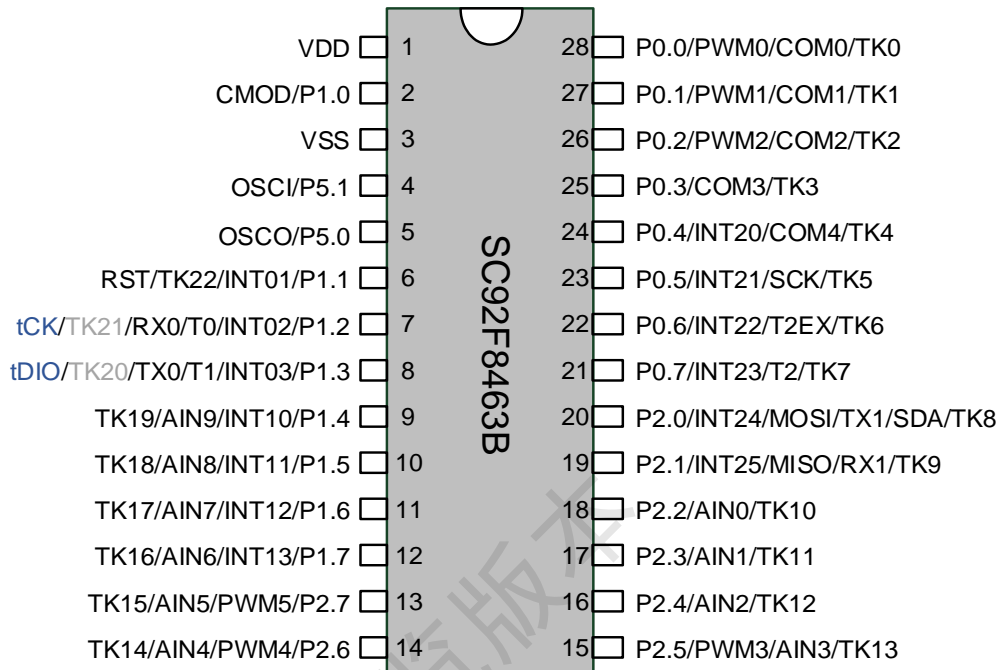 VDD 1 28 P0.0/PWM0/COM0/TK0
CMOD/P1.0 2 27 P0.1/PWM1/COM1/TK1
VSS 3 26 P0.2/PWM2/COM2/TK2
OSCI/P5.1 4 25 P0.3/COM3/TK3
OSCO/P5.0 5 24 P0.4/INT20/COM4/TK4
RST/TK22/INT01/P1.1 6 23 P0.5/INT21/SCK/TK5
tCK/TK21/RX0/T0/INT02/P1.2 7 22 P0.6/INT22/T2EX/TK6
tDIO/TK20/TX0/T1/INT03/P1.3 8 21 P0.7/INT23/T2/TK7
TK19/AIN9/INT10/P1.4 9 20 P2.0/INT24/MOSI/TX1/SDA/TK8
TK18/AIN8/INT11/P1.5 10 19 P2.1/INT25/MISO/RX1/TK9
TK17/AIN7/INT12/P1.6 11 18 P2.2/AIN0/TK10
TK16/AIN6/INT13/P1.7 12 17 P2.3/AIN1/TK11
TK15/AIN5/PWM5/P2.7 13 16 P2.4/AIN2/TK12
TK14/AIN4/PWM4/P2.6 14 15 P2.5/PWM3/AIN3/TK13
SC92F8463B
版本